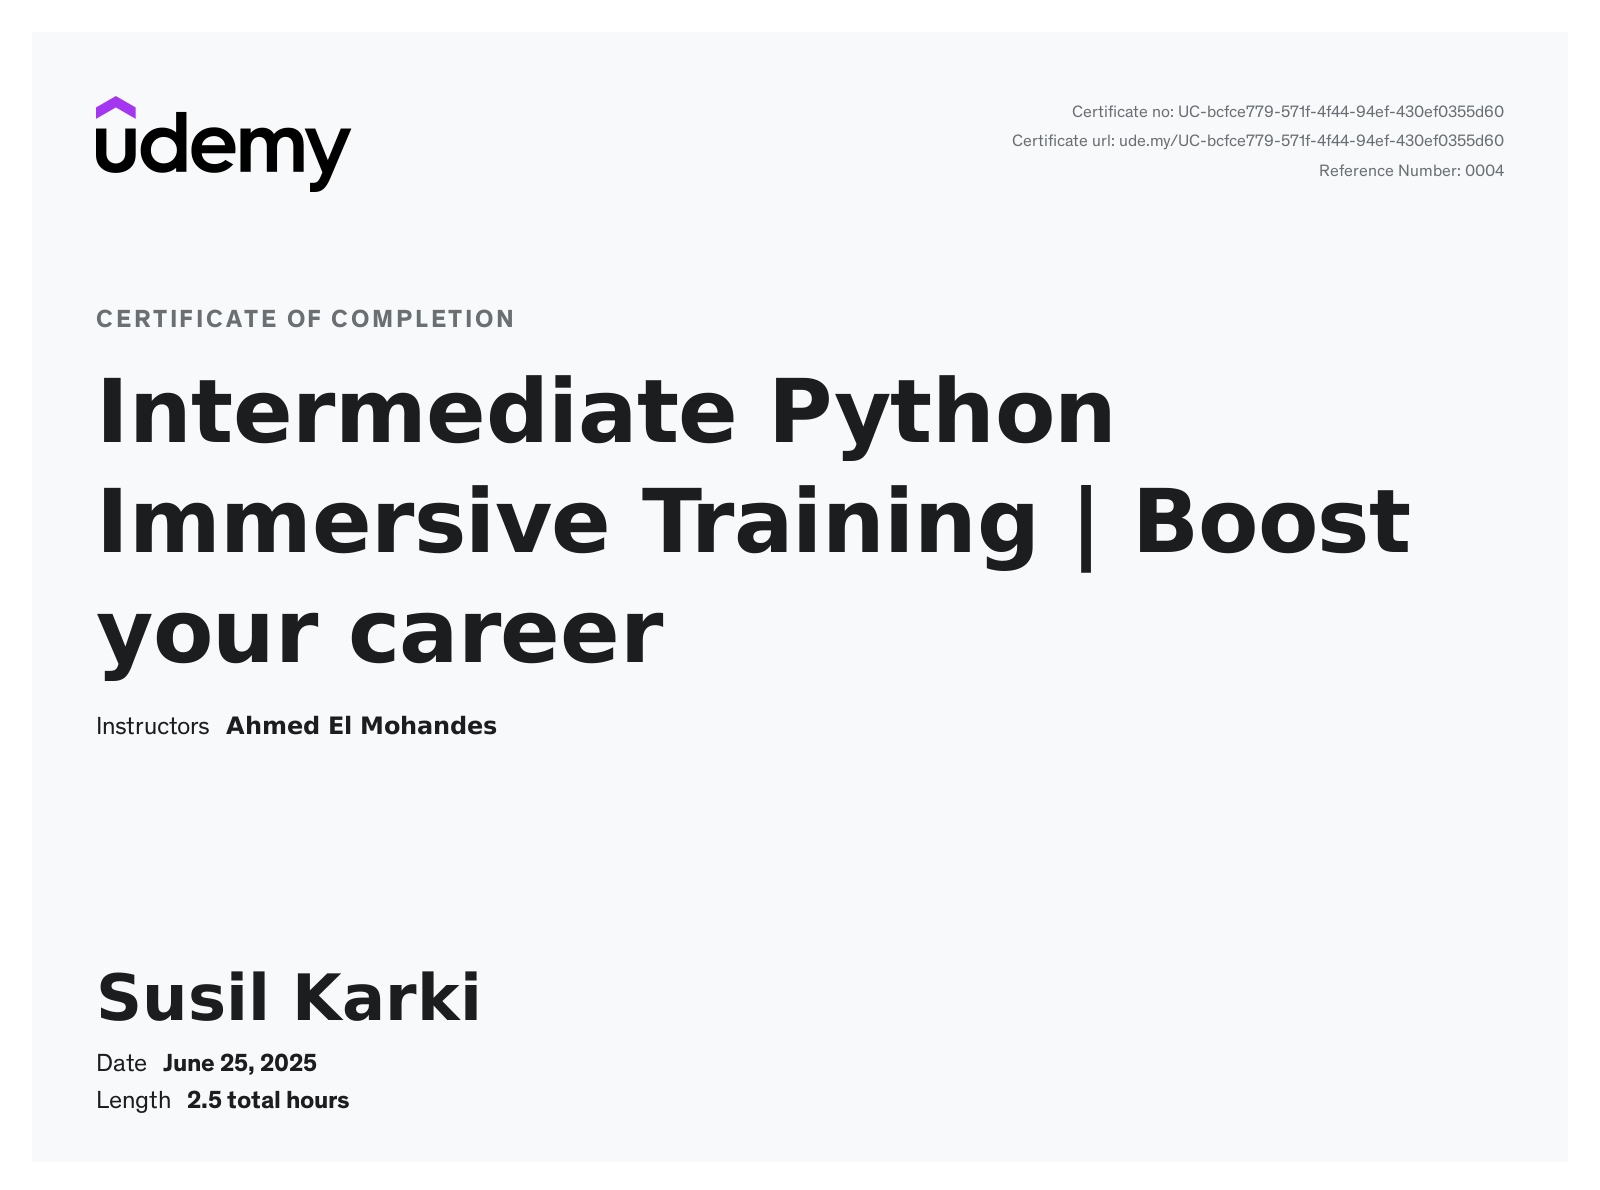 udemy
Certificate no: UC-bcfce779-571f-4f44-94ef-430ef0355d60
Certificate url: ude.my/UC-bcfce779-571f-4f44-94ef-430ef0355d60
Reference Number: 0004
CERTIFICATE OF COMPLETION
Intermediate Python
Immersive Training | Boost
your career
Instructors Ahmed El Mohandes
Susil Karki
Date June 25, 2025
Length 2.5 total hours